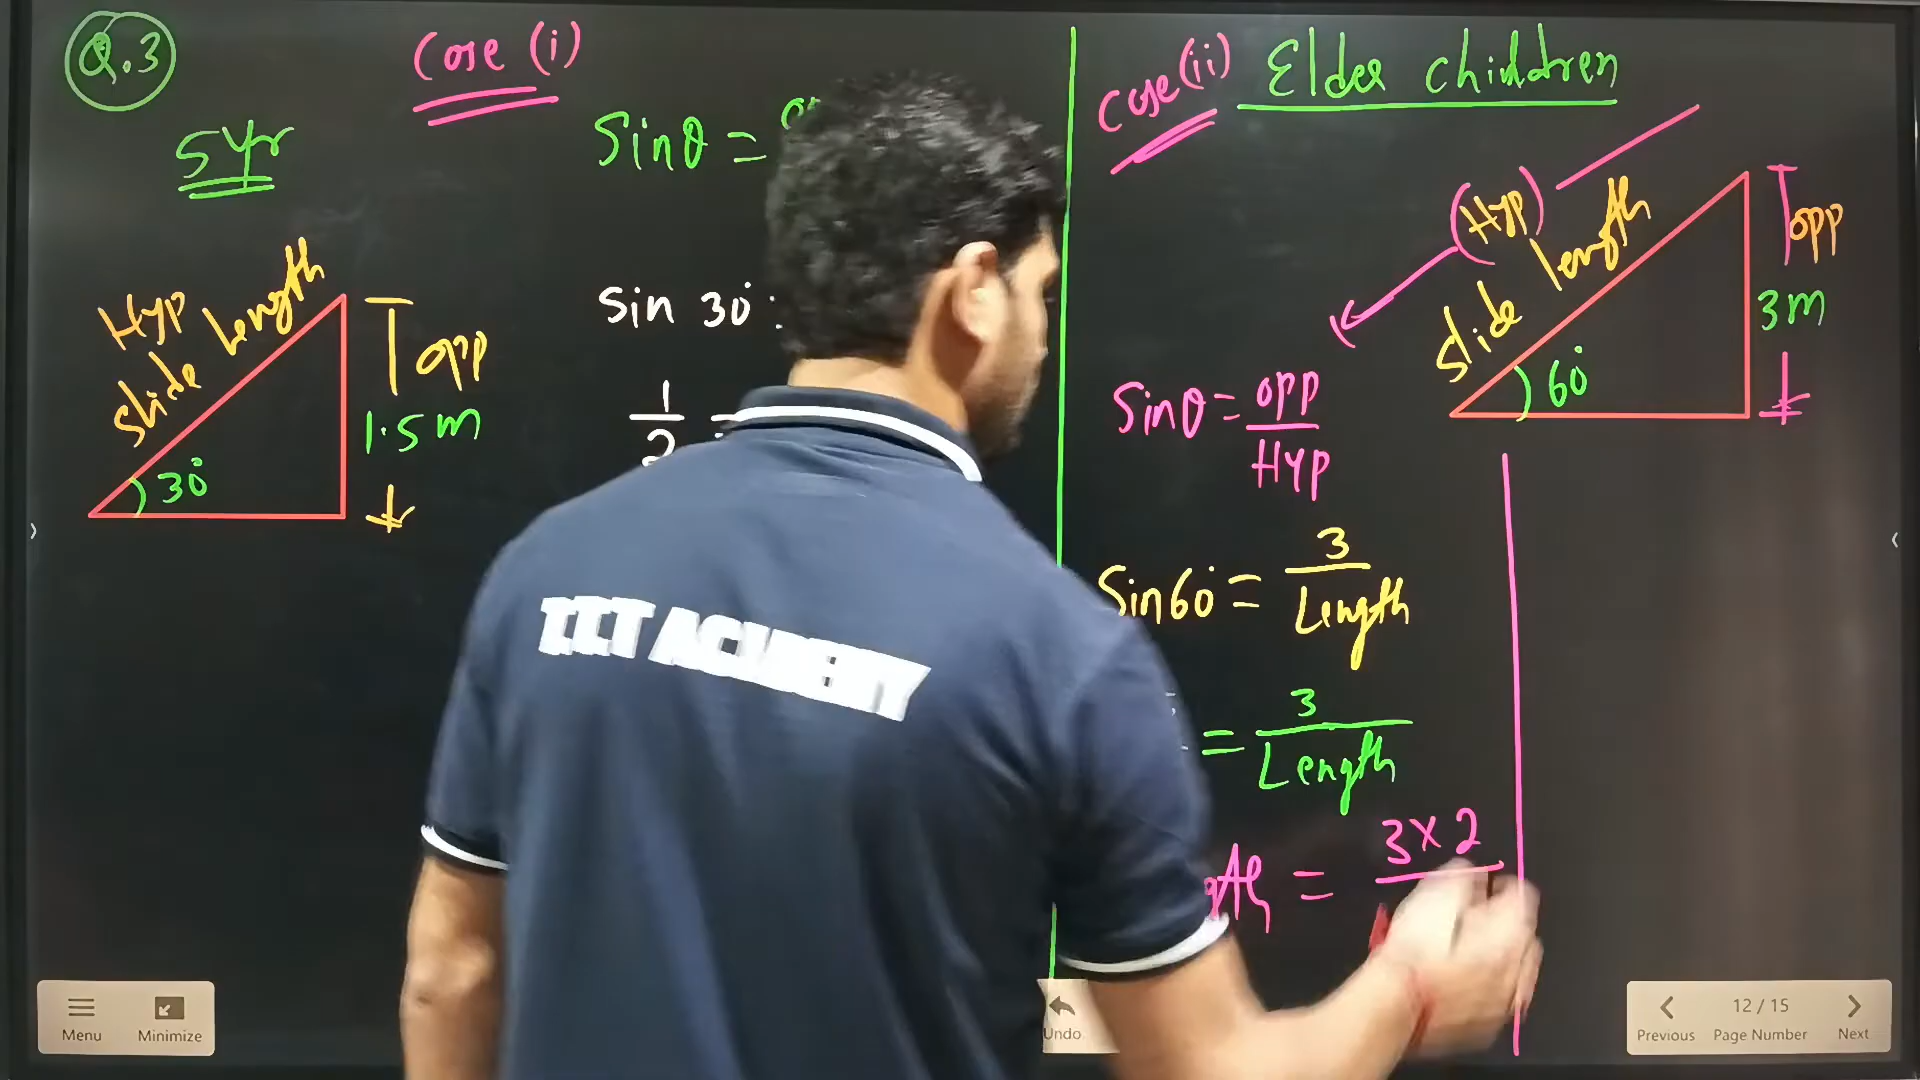 Q.3
Case (i)
5yr
Sinθ =
Hyp
slide Length
opp
1.5 m
30°
Sin 30° =
1/2 =
Case (ii) Elder children
(Hyp)
slide length
opp
3m
60°
Sinθ = opp/Hyp
Sin60° = 3/Length
= 3/Length
gth = 3 x 2
IIT ACADEMY
Menu
Minimize
Undo
Previous
12 / 15
Page Number
Next